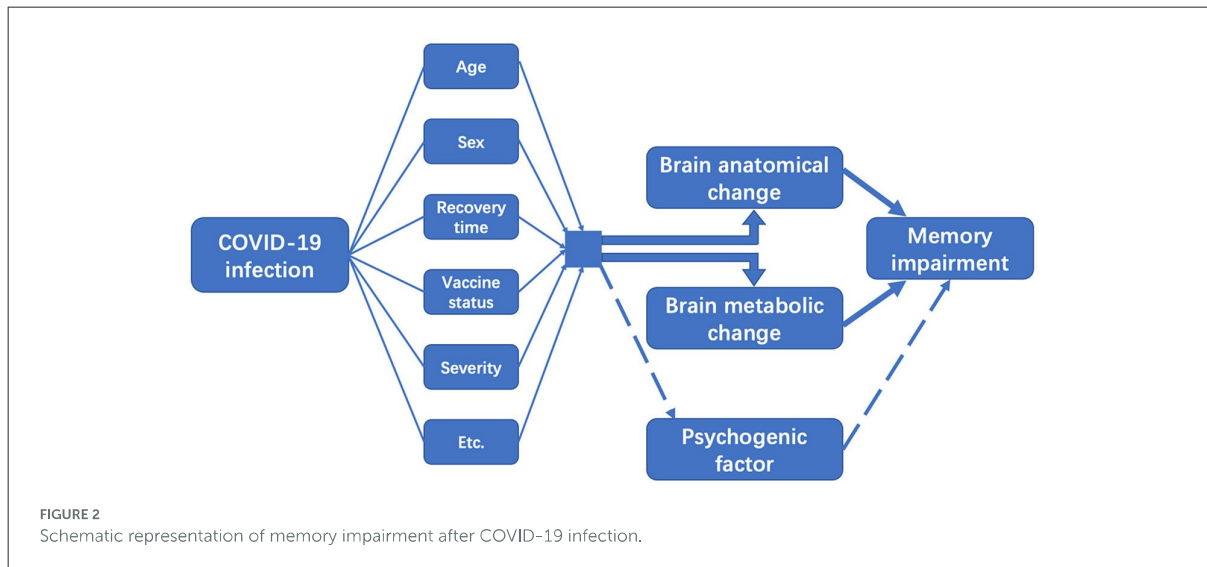 COVID-19
infection
Age
Sex
Recovery
time
Vaccine
status
Severity
Etc.
Brain anatomical
change
Brain metabolic
change
Psychogenic
factor
Memory
impairment
FIGURE 2
Schematic representation of memory impairment after COVID-19 infection.